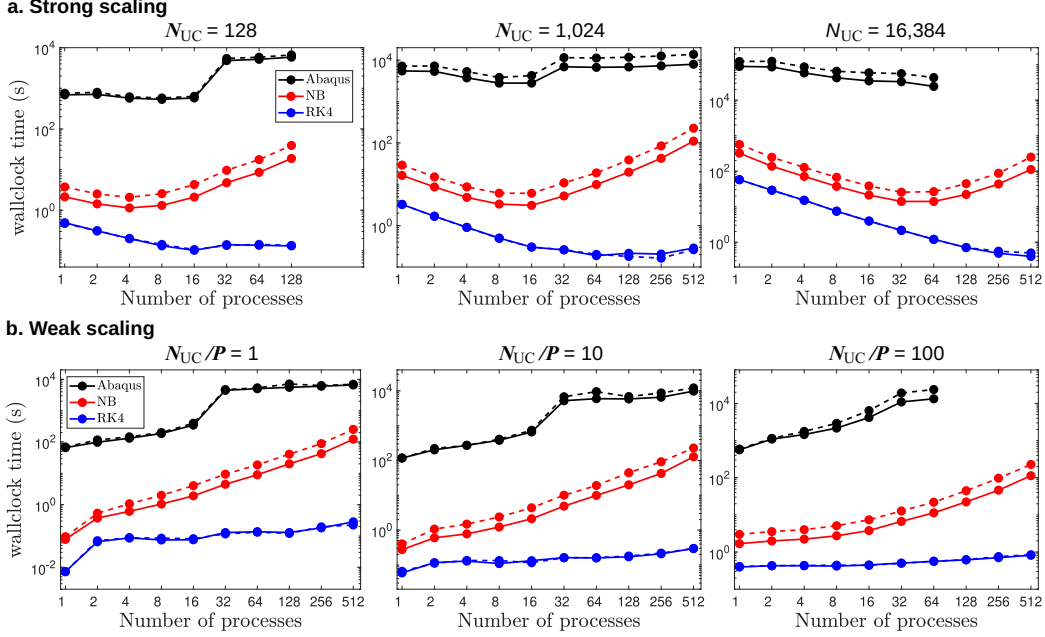 a. Strong scaling
N_UC = 128
N_UC = 1,024
N_UC = 16,384
wallclock time (s)
10^4
10^2
10^0
Abaqus
NB
RK4
1 2 4 8 16 32 64 128
Number of processes
10^4
10^2
10^0
1 2 4 8 16 32 64 128 256 512
Number of processes
10^4
10^2
10^0
1 2 4 8 16 32 64 128 256 512
Number of processes
b. Weak scaling
N_UC/P = 1
N_UC/P = 10
N_UC/P = 100
wallclock time (s)
10^4
10^2
10^0
10^-2
Abaqus
NB
RK4
1 2 4 8 16 32 64 128 256 512
Number of processes
10^4
10^2
10^0
1 2 4 8 16 32 64 128 256 512
Number of processes
10^4
10^2
10^0
1 2 4 8 16 32 64 128 256 512
Number of processes